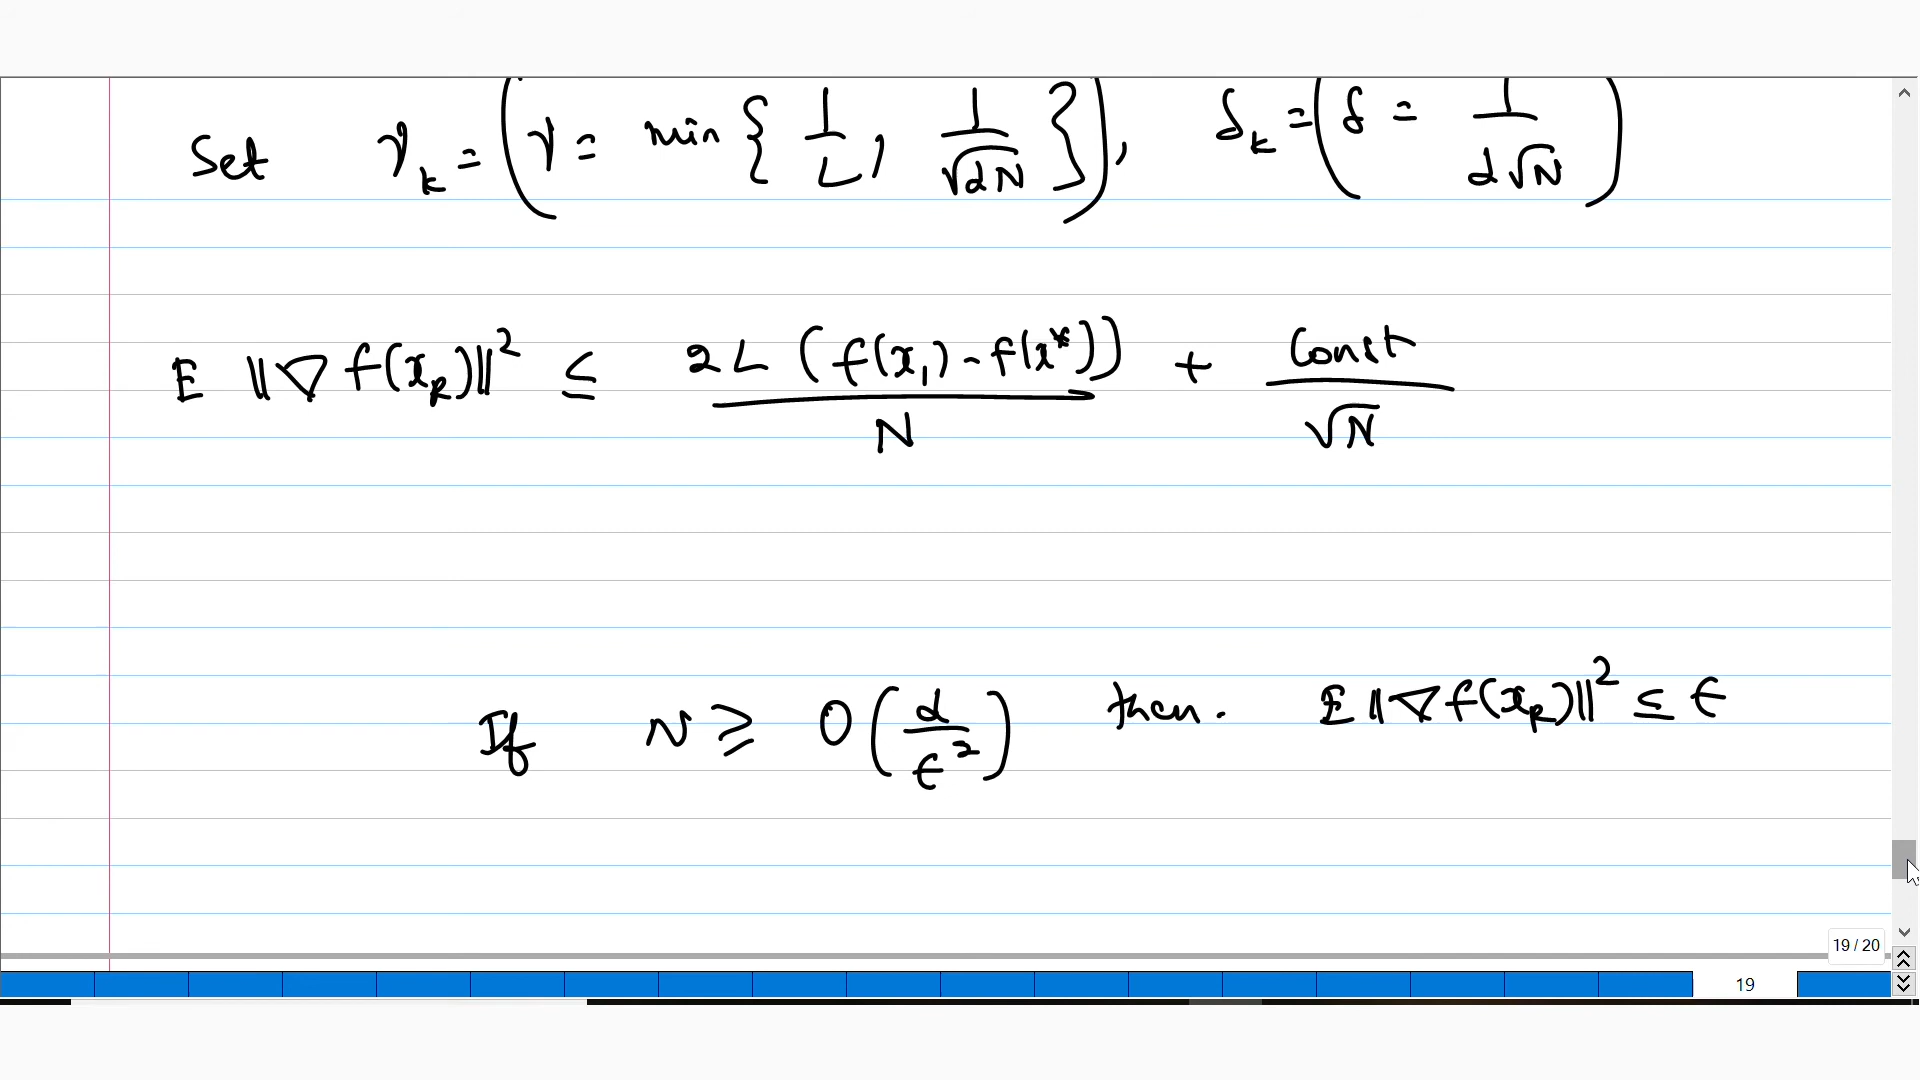 Set γ_k = (γ = min { 1/L, 1/√dN }), δ_k = (δ = 1/d√N)
E ||∇f(x_R)||² ≤ 2L (f(x_1) - f(x*)) / N + Const / √N
If N ≥ O(d/ϵ²) then. E ||∇f(x_R)||² ≤ ϵ
19 / 20
19